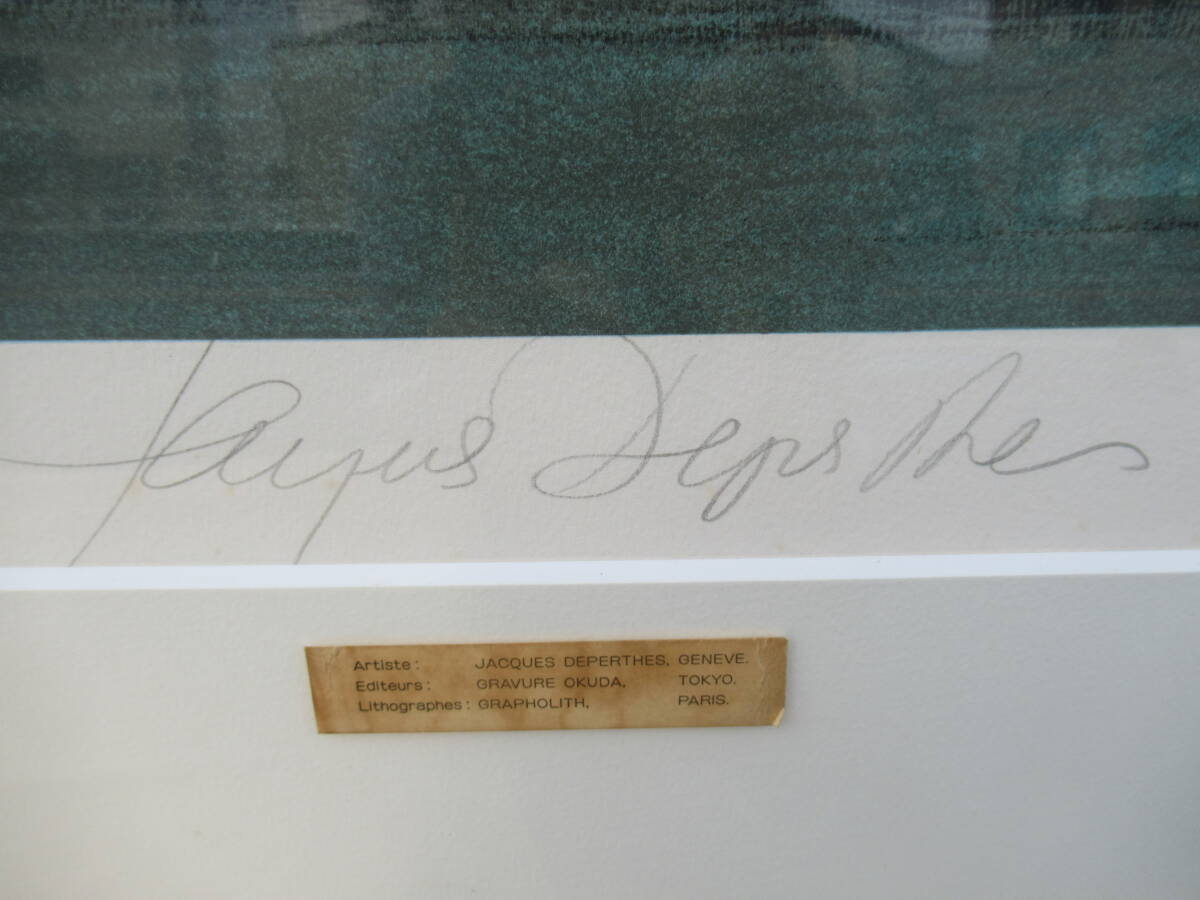 Jacques Deperthes
Artiste: JACQUES DEPERTHES, GENEVE.
Editeurs: GRAVURE OKUDA, TOKYO.
Lithographes: GRAPHOLITH, PARIS.